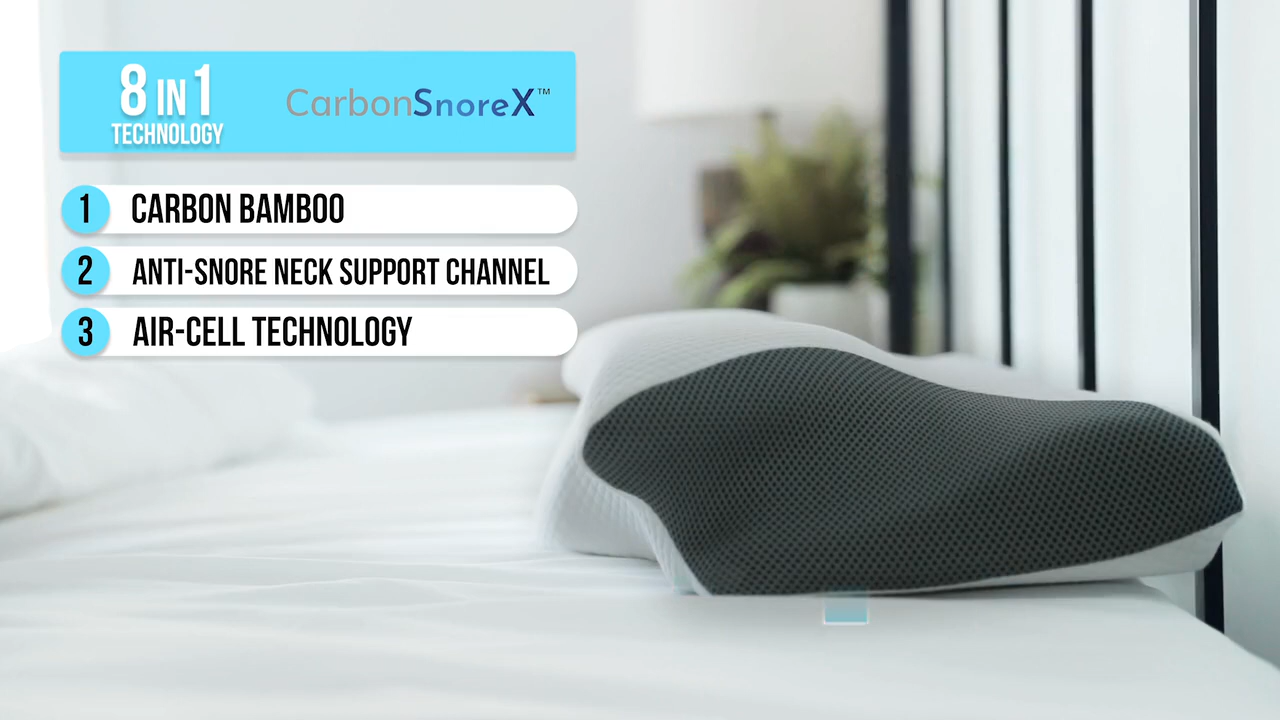 8 IN 1
TECHNOLOGY
CarbonSnoreX™
1 CARBON BAMBOO
2 ANTI-SNORE NECK SUPPORT CHANNEL
3 AIR-CELL TECHNOLOGY